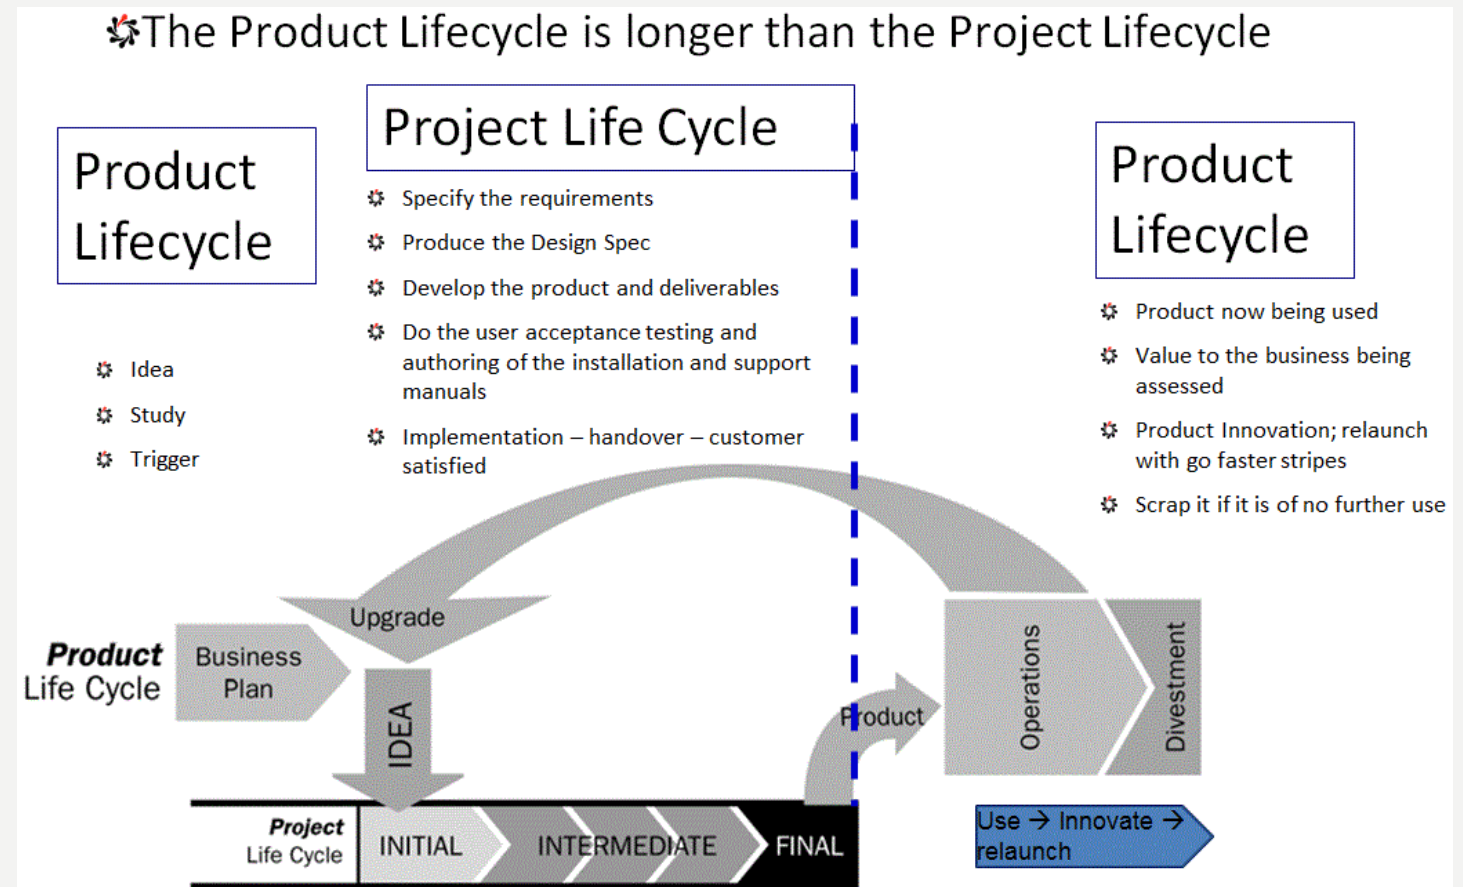 The Product Lifecycle is longer than the Project Lifecycle
Product
Lifecycle
Idea
Study
Trigger
Project Life Cycle
Specify the requirements
Produce the Design Spec
Develop the product and deliverables
Do the user acceptance testing and
authoring of the installation and support
manuals
Implementation – handover – customer
satisfied
Product
Lifecycle
Product now being used
Value to the business being
assessed
Product Innovation; relaunch
with go faster stripes
Scrap it if it is of no further use
Upgrade
Product
Life Cycle
Business
Plan
IDEA
Product
Operations
Divestment
Project
Life Cycle
INITIAL
INTERMEDIATE
FINAL
Use → Innovate →
relaunch